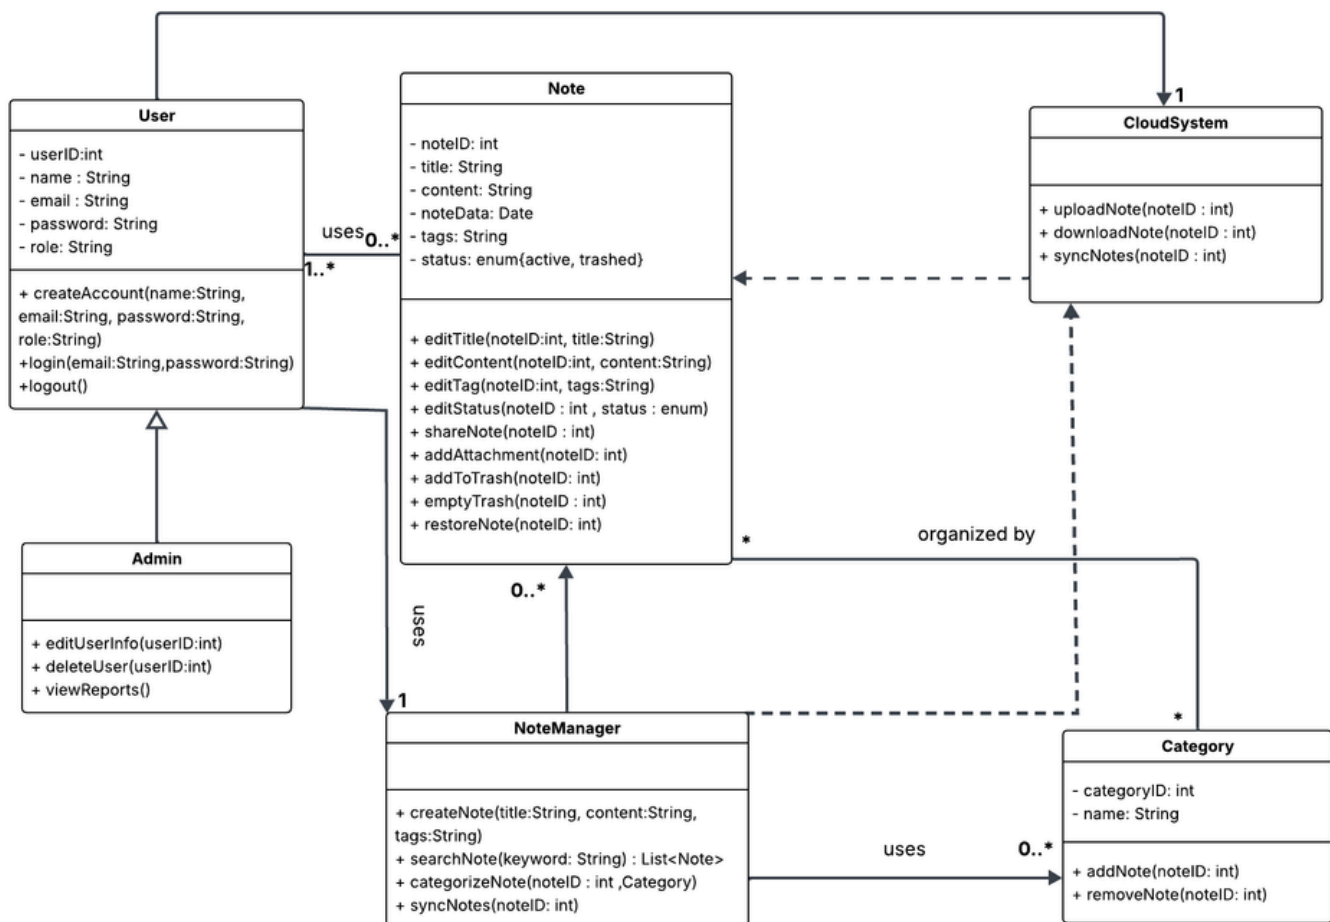 User
- userID:int
- name : String
- email : String
- password: String
- role: String
+ createAccount(name:String,
email:String, password:String,
role:String)
+login(email:String,password:String)
+logout()
uses
0..*
1..*
Note
- noteID: int
- title: String
- content: String
- noteData: Date
- tags: String
- status: enum{active, trashed}
+ editTitle(noteID:int, title:String)
+ editContent(noteID:int, content:String)
+ editTag(noteID:int, tags:String)
+ editStatus(noteID : int , status : enum)
+ shareNote(noteID : int)
+ addAttachment(noteID: int)
+ addToTrash(noteID: int)
+ emptyTrash(noteID : int)
+ restoreNote(noteID: int)
1
CloudSystem
+ uploadNote(noteID : int)
+ downloadNote(noteID : int)
+ syncNotes(noteID : int)
Admin
+ editUserInfo(userID:int)
+ deleteUser(userID:int)
+ viewReports()
uses
1
0..*
*
organized by
*
NoteManager
+ createNote(title:String, content:String,
tags:String)
+ searchNote(keyword: String) : List<Note>
+ categorizeNote(noteID : int ,Category)
+ syncNotes(noteID: int)
uses
0..*
Category
- categoryID: int
- name: String
+ addNote(noteID: int)
+ removeNote(noteID: int)